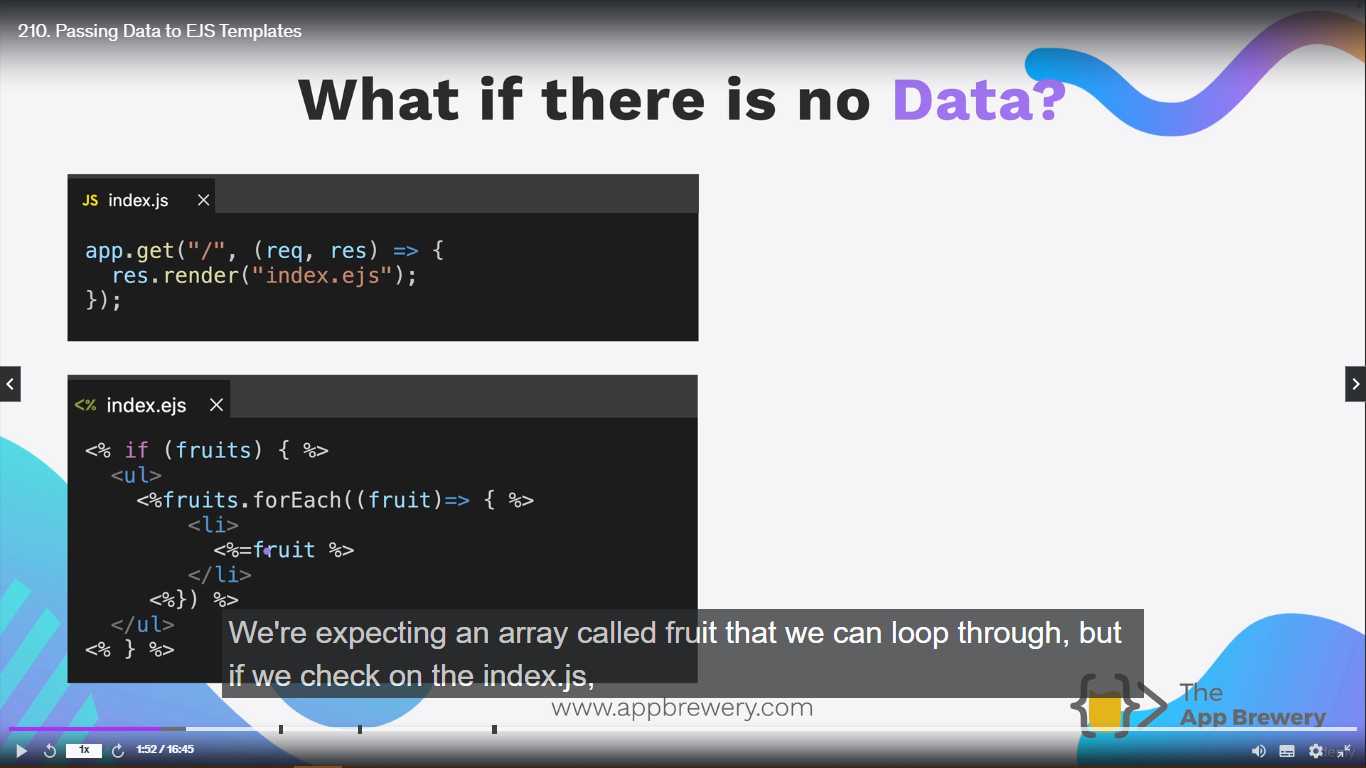 210. Passing Data to EJS Templates
What if there is no Data?
JS index.js ×
app.get("/", (req, res) => {
  res.render("index.ejs");
});
<% index.ejs ×
<% if (fruits) { %>
  <ul>
    <%fruits.forEach((fruit)=> { %>
        <li>
          <%=fruit %>
        </li>
     <%}) %>
  </ul>
<% } %>
We're expecting an array called fruit that we can loop through, but
if we check on the index.js,
www.appbrewery.com
The
App Brewery
1x 1:52 / 16:45